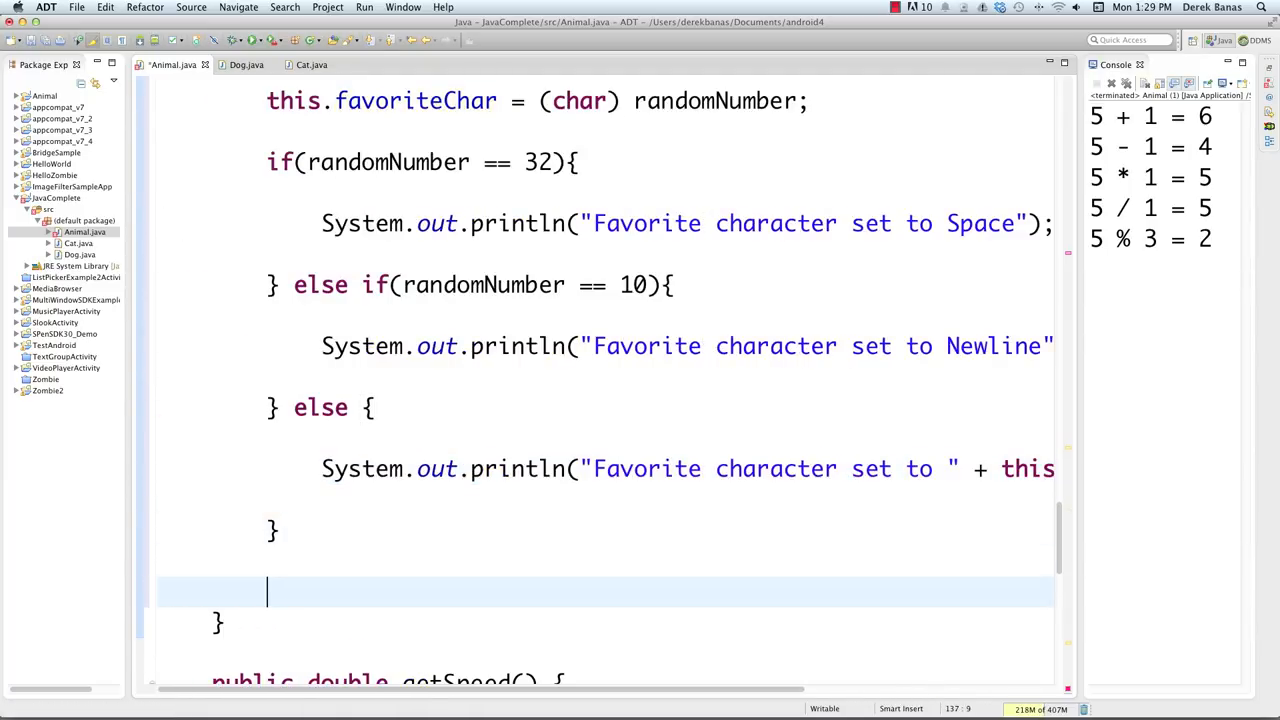 ADT File Edit Refactor Source Navigate Search Project Run Window Help 10 Mon 1:29 PM Derek Banas
Java - JavaComplete/src/Animal.java - ADT - /Users/derekbanas/Documents/android4
Quick Access Java DDMS
Package Exp *Animal.java Dog.java Cat.java Console
<terminated> Animal (1) [Java Application] /S
Animal
appcompat_v7
appcompat_v7_2
appcompat_v7_3
appcompat_v7_4
BridgeSample
HelloWorld
HelloZombie
ImageFilterSampleApp
JavaComplete
src
(default package)
Animal.java
Cat.java
Dog.java
JRE System Library [Ja
ListPickerExample2Activi
MediaBrowser
MultiWindowSDKExample
MusicPlayerActivity
SlookActivity
SPenSDK30_Demo
TestAndroid
TextGroupActivity
VideoPlayerActivity
Zombie
Zombie2
this.favoriteChar = (char) randomNumber;
if(randomNumber == 32){
System.out.println("Favorite character set to Space");
} else if(randomNumber == 10){
System.out.println("Favorite character set to Newline"
} else {
System.out.println("Favorite character set to " + this
}
}
public double getSpeed() {
5 + 1 = 6
5 - 1 = 4
5 * 1 = 5
5 / 1 = 5
5 % 3 = 2
Writable Smart Insert 137 : 9 218M of 407M